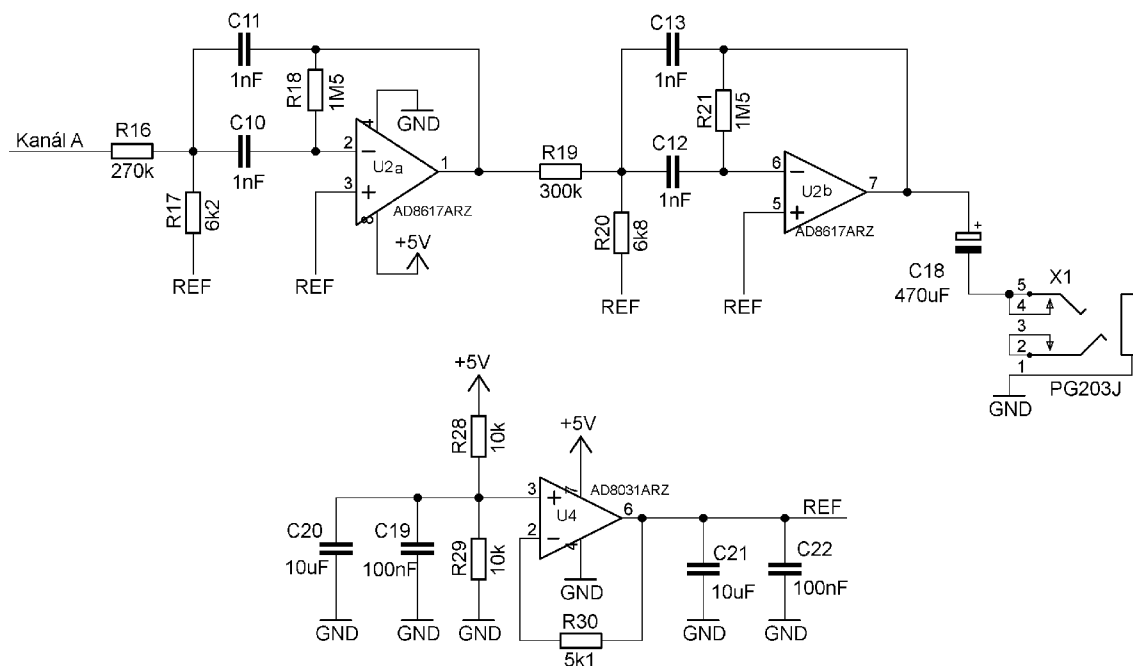 C11
1nF
R18
1M5
4
GND
Kanál A
R16
270k
C10
1nF
2
3
U2a
1
AD8617ARZ
8
+5V
R17
6k2
REF
REF
C13
1nF
R21
1M5
R19
300k
C12
1nF
6
5
U2b
7
AD8617ARZ
R20
6k8
REF
REF
+
C18
470uF
X1
5
4
3
2
1
GND
PG203J
+5V
R28
10k
+5V
7
AD8031ARZ
3
2
U4
6
4
GND
REF
C20
10uF
GND
C19
100nF
GND
R29
10k
GND
R30
5k1
C21
10uF
GND
C22
100nF
GND